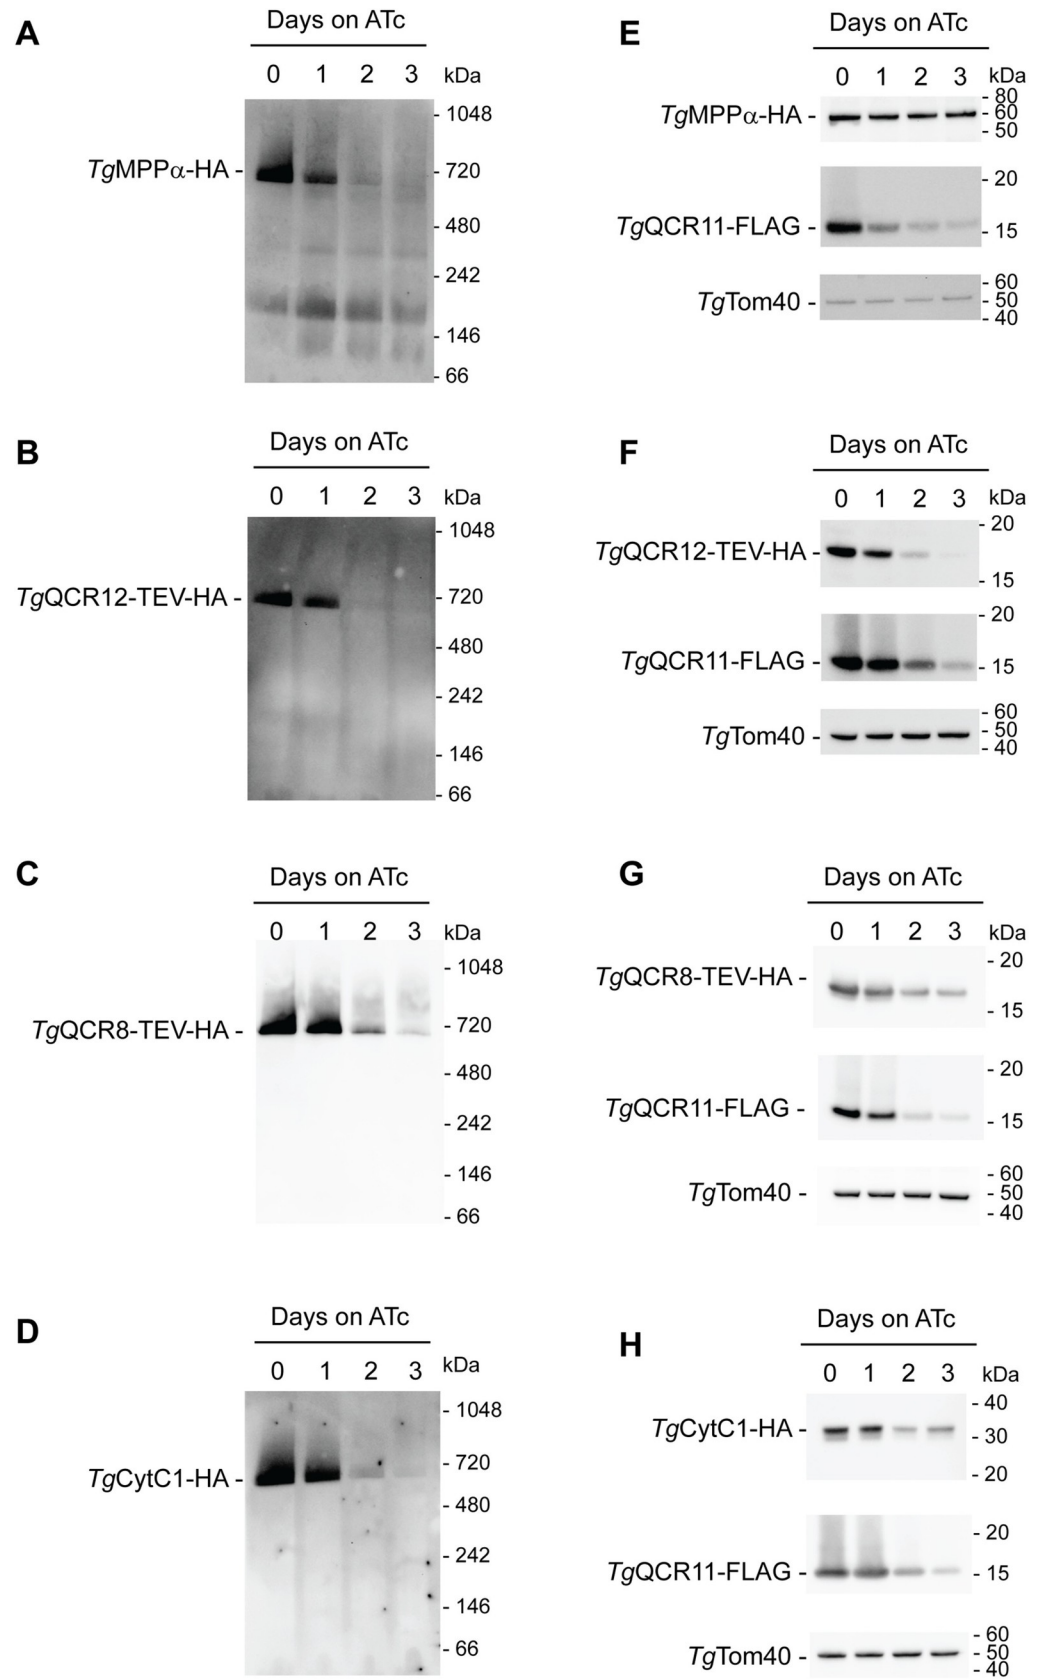 A
Days on ATc
0 1 2 3 kDa
TgMPPα-HA -
- 1048
- 720
- 480
- 242
- 146
- 66
B
Days on ATc
0 1 2 3 kDa
TgQCR12-TEV-HA -
- 1048
- 720
- 480
- 242
- 146
- 66
C
Days on ATc
0 1 2 3 kDa
TgQCR8-TEV-HA -
- 1048
- 720
- 480
- 242
- 146
- 66
D
Days on ATc
0 1 2 3 kDa
TgCytC1-HA -
- 1048
- 720
- 480
- 242
- 146
- 66
E
Days on ATc
0 1 2 3 kDa
TgMPPα-HA -
- 80
- 60
- 50
TgQCR11-FLAG -
- 20
- 15
TgTom40 -
- 60
- 50
- 40
F
Days on ATc
0 1 2 3 kDa
TgQCR12-TEV-HA -
- 20
- 15
TgQCR11-FLAG -
- 20
- 15
TgTom40 -
- 60
- 50
- 40
G
Days on ATc
0 1 2 3 kDa
TgQCR8-TEV-HA -
- 20
- 15
TgQCR11-FLAG -
- 20
- 15
TgTom40 -
- 60
- 50
- 40
H
Days on ATc
0 1 2 3 kDa
TgCytC1-HA -
- 40
- 30
- 20
TgQCR11-FLAG -
- 20
- 15
TgTom40 -
- 60
- 50
- 40